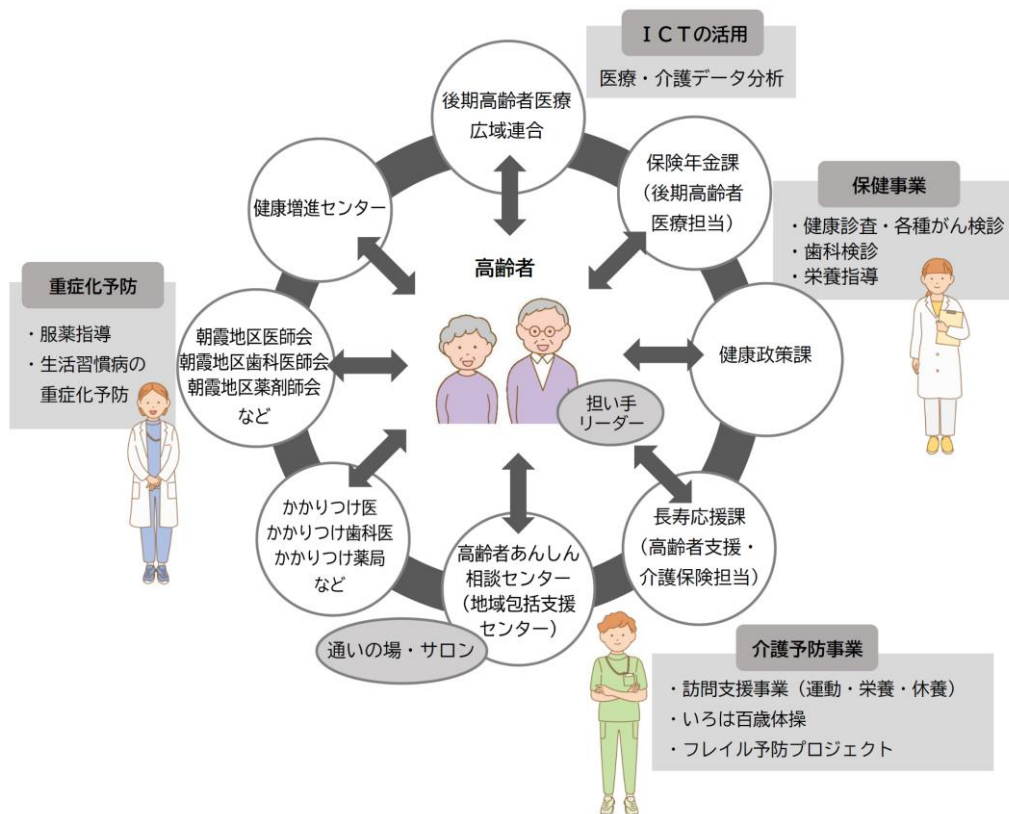 ＩＣＴの活用
医療・介護データ分析
後期高齢者医療
広域連合
保険年金課
（後期高齢者
医療担当）
保健事業
・健康診査・各種がん検診
・歯科検診
・栄養指導
健康増進センター
高齢者
重症化予防
・服薬指導
・生活習慣病の
重症化予防
朝霞地区医師会
朝霞地区歯科医師会
朝霞地区薬剤師会
など
健康政策課
担い手
リーダー
かかりつけ医
かかりつけ歯科医
かかりつけ薬局
など
高齢者あんしん
相談センター
（地域包括支援
センター）
長寿応援課
（高齢者支援・
介護保険担当）
通いの場・サロン
介護予防事業
・訪問支援事業（運動・栄養・休養）
・いろは百歳体操
・フレイル予防プロジェクト